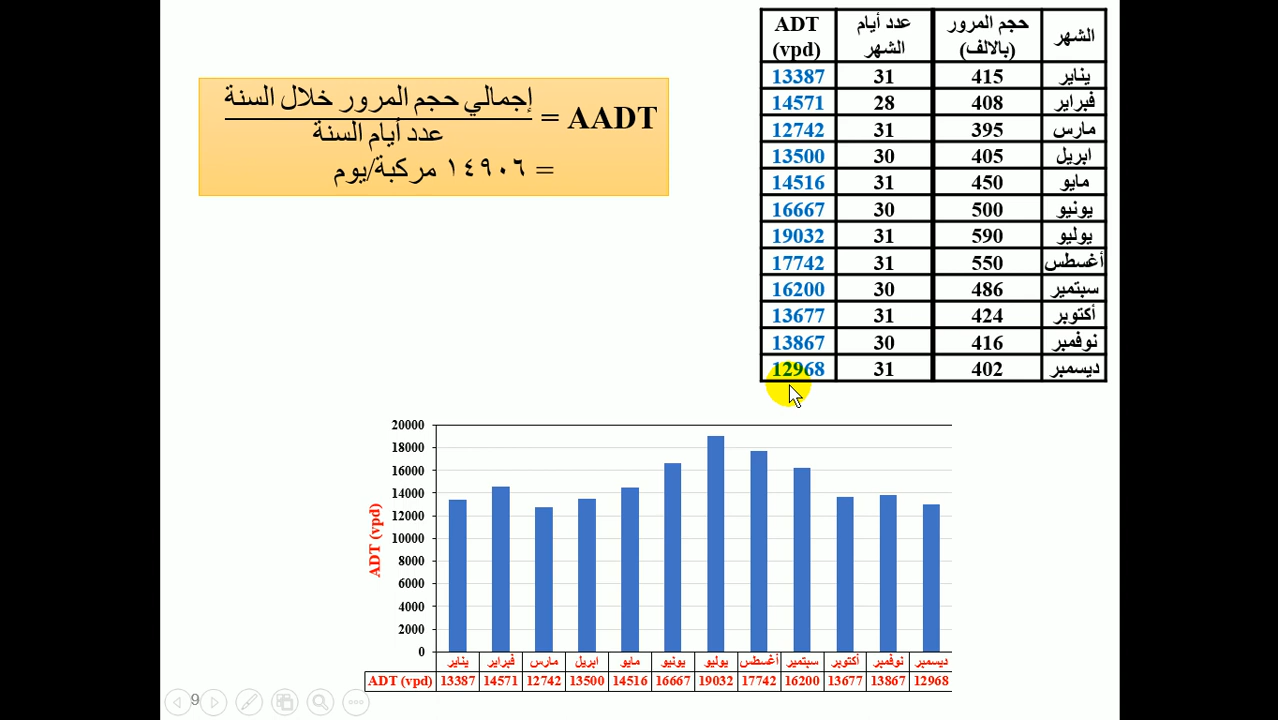 الشهر حجم المرور (بالالف) عدد أيام الشهر ADT (vpd)
يناير 415 31 13387
فبراير 408 28 14571
مارس 395 31 12742
ابريل 405 30 13500
مايو 450 31 14516
يونيو 500 30 16667
يوليو 590 31 19032
أغسطس 550 31 17742
سبتمبر 486 30 16200
أكتوبر 424 31 13677
نوفمبر 416 30 13867
ديسمبر 402 31 12968
إجمالي حجم المرور خلال السنة
AADT =
عدد أيام السنة
= ١٤٩٠٦ مركبة/يوم
20000
18000
16000
14000
12000
10000
8000
6000
4000
2000
0
ADT (vpd)
يناير فبراير مارس ابريل مايو يونيو يوليو أغسطس سبتمبر أكتوبر نوفمبر ديسمبر
ADT (vpd) 13387 14571 12742 13500 14516 16667 19032 17742 16200 13677 13867 12968
9